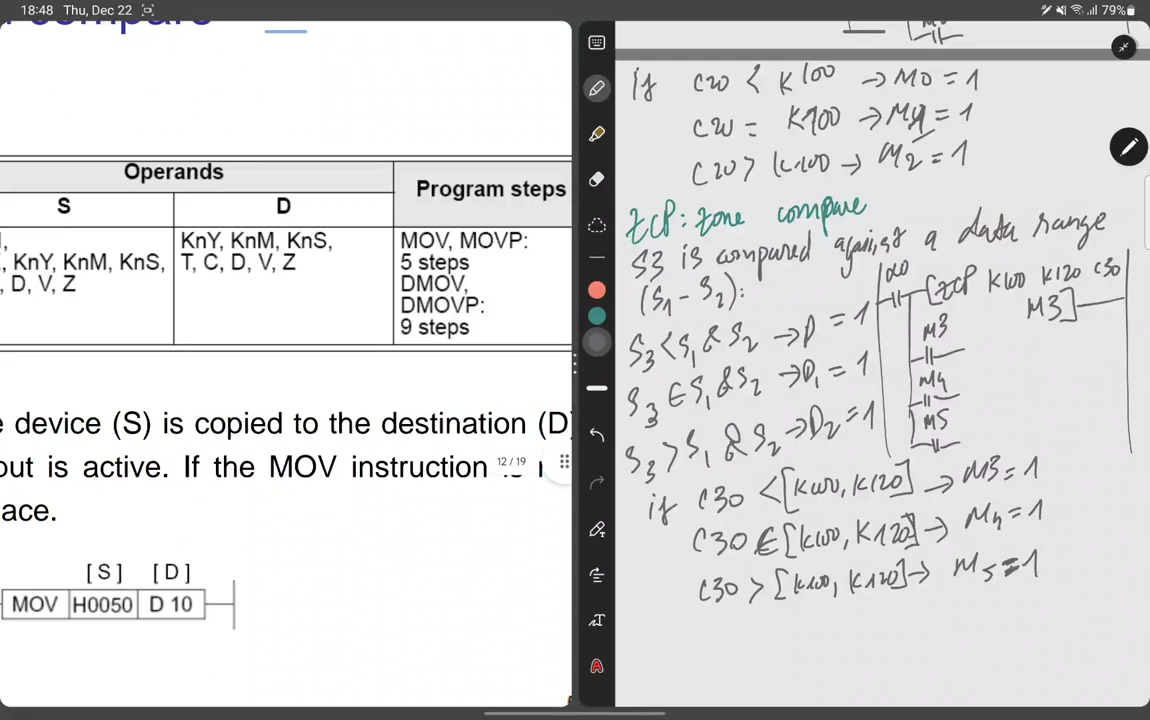 18:48 Thu, Dec 22
79%
compare
Operands
Program steps
S
D
KnY, KnM, KnS,
D, V, Z
KnY, KnM, KnS,
T, C, D, V, Z
MOV, MOVP:
5 steps
DMOV,
DMOVP:
9 steps
device (S) is copied to the destination (D)
out is active. If the MOV instruction is
ace.
12 / 19
[ S ] [ D ]
MOV H0050 D 10
if C20 < K100 → M0 = 1
C20 = K100 → M1 = 1
C20 > K100 → M2 = 1
ZCP: zone compare
S3 is compared against a data range
(S1 - S2):
S3 < S1 & S2 → D = 1
S3 ∈ S1 & S2 → D1 = 1
S3 > S1 & S2 → D2 = 1
[ZCP K100 K120 C30
M3]
M3
M4
M5
if C30 < [K100, K120] → M3 = 1
C30 ∈ [K100, K120] → M4 = 1
C30 > [K100, K120] → M5 = 1